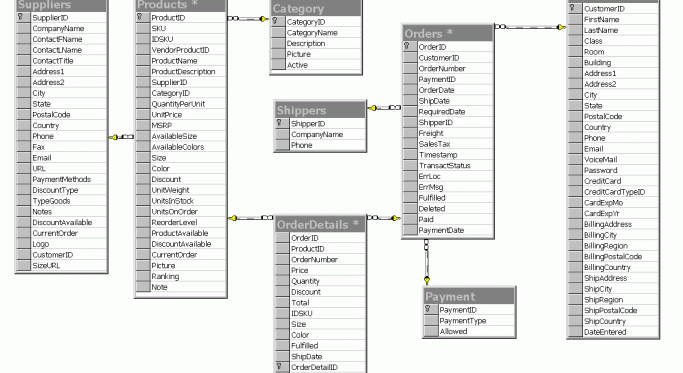 Suppliers
SupplierID
CompanyName
ContactFName
ContactLName
ContactTitle
Address1
Address2
City
State
PostalCode
Country
Phone
Fax
Email
URL
PaymentMethods
DiscountType
TypeGoods
Notes
DiscountAvailable
CurrentOrder
Logo
CustomerID
SizeURL
Products *
ProductID
SKU
IDSKU
VendorProductID
ProductName
ProductDescription
SupplierID
CategoryID
QuantityPerUnit
UnitPrice
MSRP
AvailableSize
AvailableColors
Size
Color
Discount
UnitWeight
UnitsInStock
UnitsOnOrder
ReorderLevel
ProductAvailable
DiscountAvailable
CurrentOrder
Picture
Ranking
Note
Category
CategoryID
CategoryName
Description
Picture
Active
Shippers
ShipperID
CompanyName
Phone
OrderDetails *
OrderID
ProductID
OrderNumber
Price
Quantity
Discount
Total
IDSKU
Size
Color
Fulfilled
ShipDate
OrderDetailID
Orders *
OrderID
CustomerID
OrderNumber
PaymentID
OrderDate
ShipDate
RequiredDate
ShipperID
Freight
SalesTax
Timestamp
TransactStatus
ErrLoc
ErrMsg
Fulfilled
Deleted
Paid
PaymentDate
Payment
PaymentID
PaymentType
Allowed
CustomerID
FirstName
LastName
Class
Room
Building
Address1
Address2
City
State
PostalCode
Country
Phone
Email
VoiceMail
Password
CreditCard
CreditCardTypeID
CardExpMo
CardExpYr
BillingAddress
BillingCity
BillingRegion
BillingPostalCode
BillingCountry
ShipAddress
ShipCity
ShipRegion
ShipPostalCode
ShipCountry
DateEntered